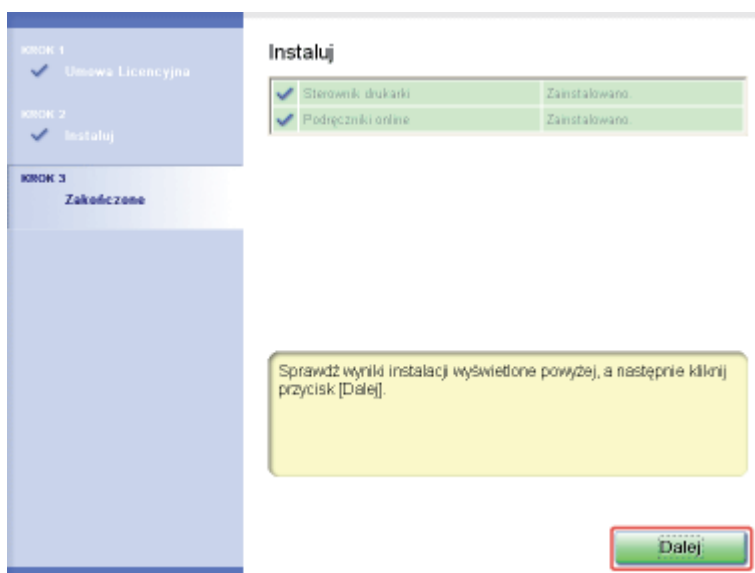 KROK 1
Umowa Licencyjna
KROK 2
Instaluj
KROK 3
Zakończone
Instaluj
Sterownik drukarki Zainstalowano.
Podręczniki online Zainstalowano.
Sprawdź wyniki instalacji wyświetlone powyżej, a następnie kliknij
przycisk [Dalej].
Dalej